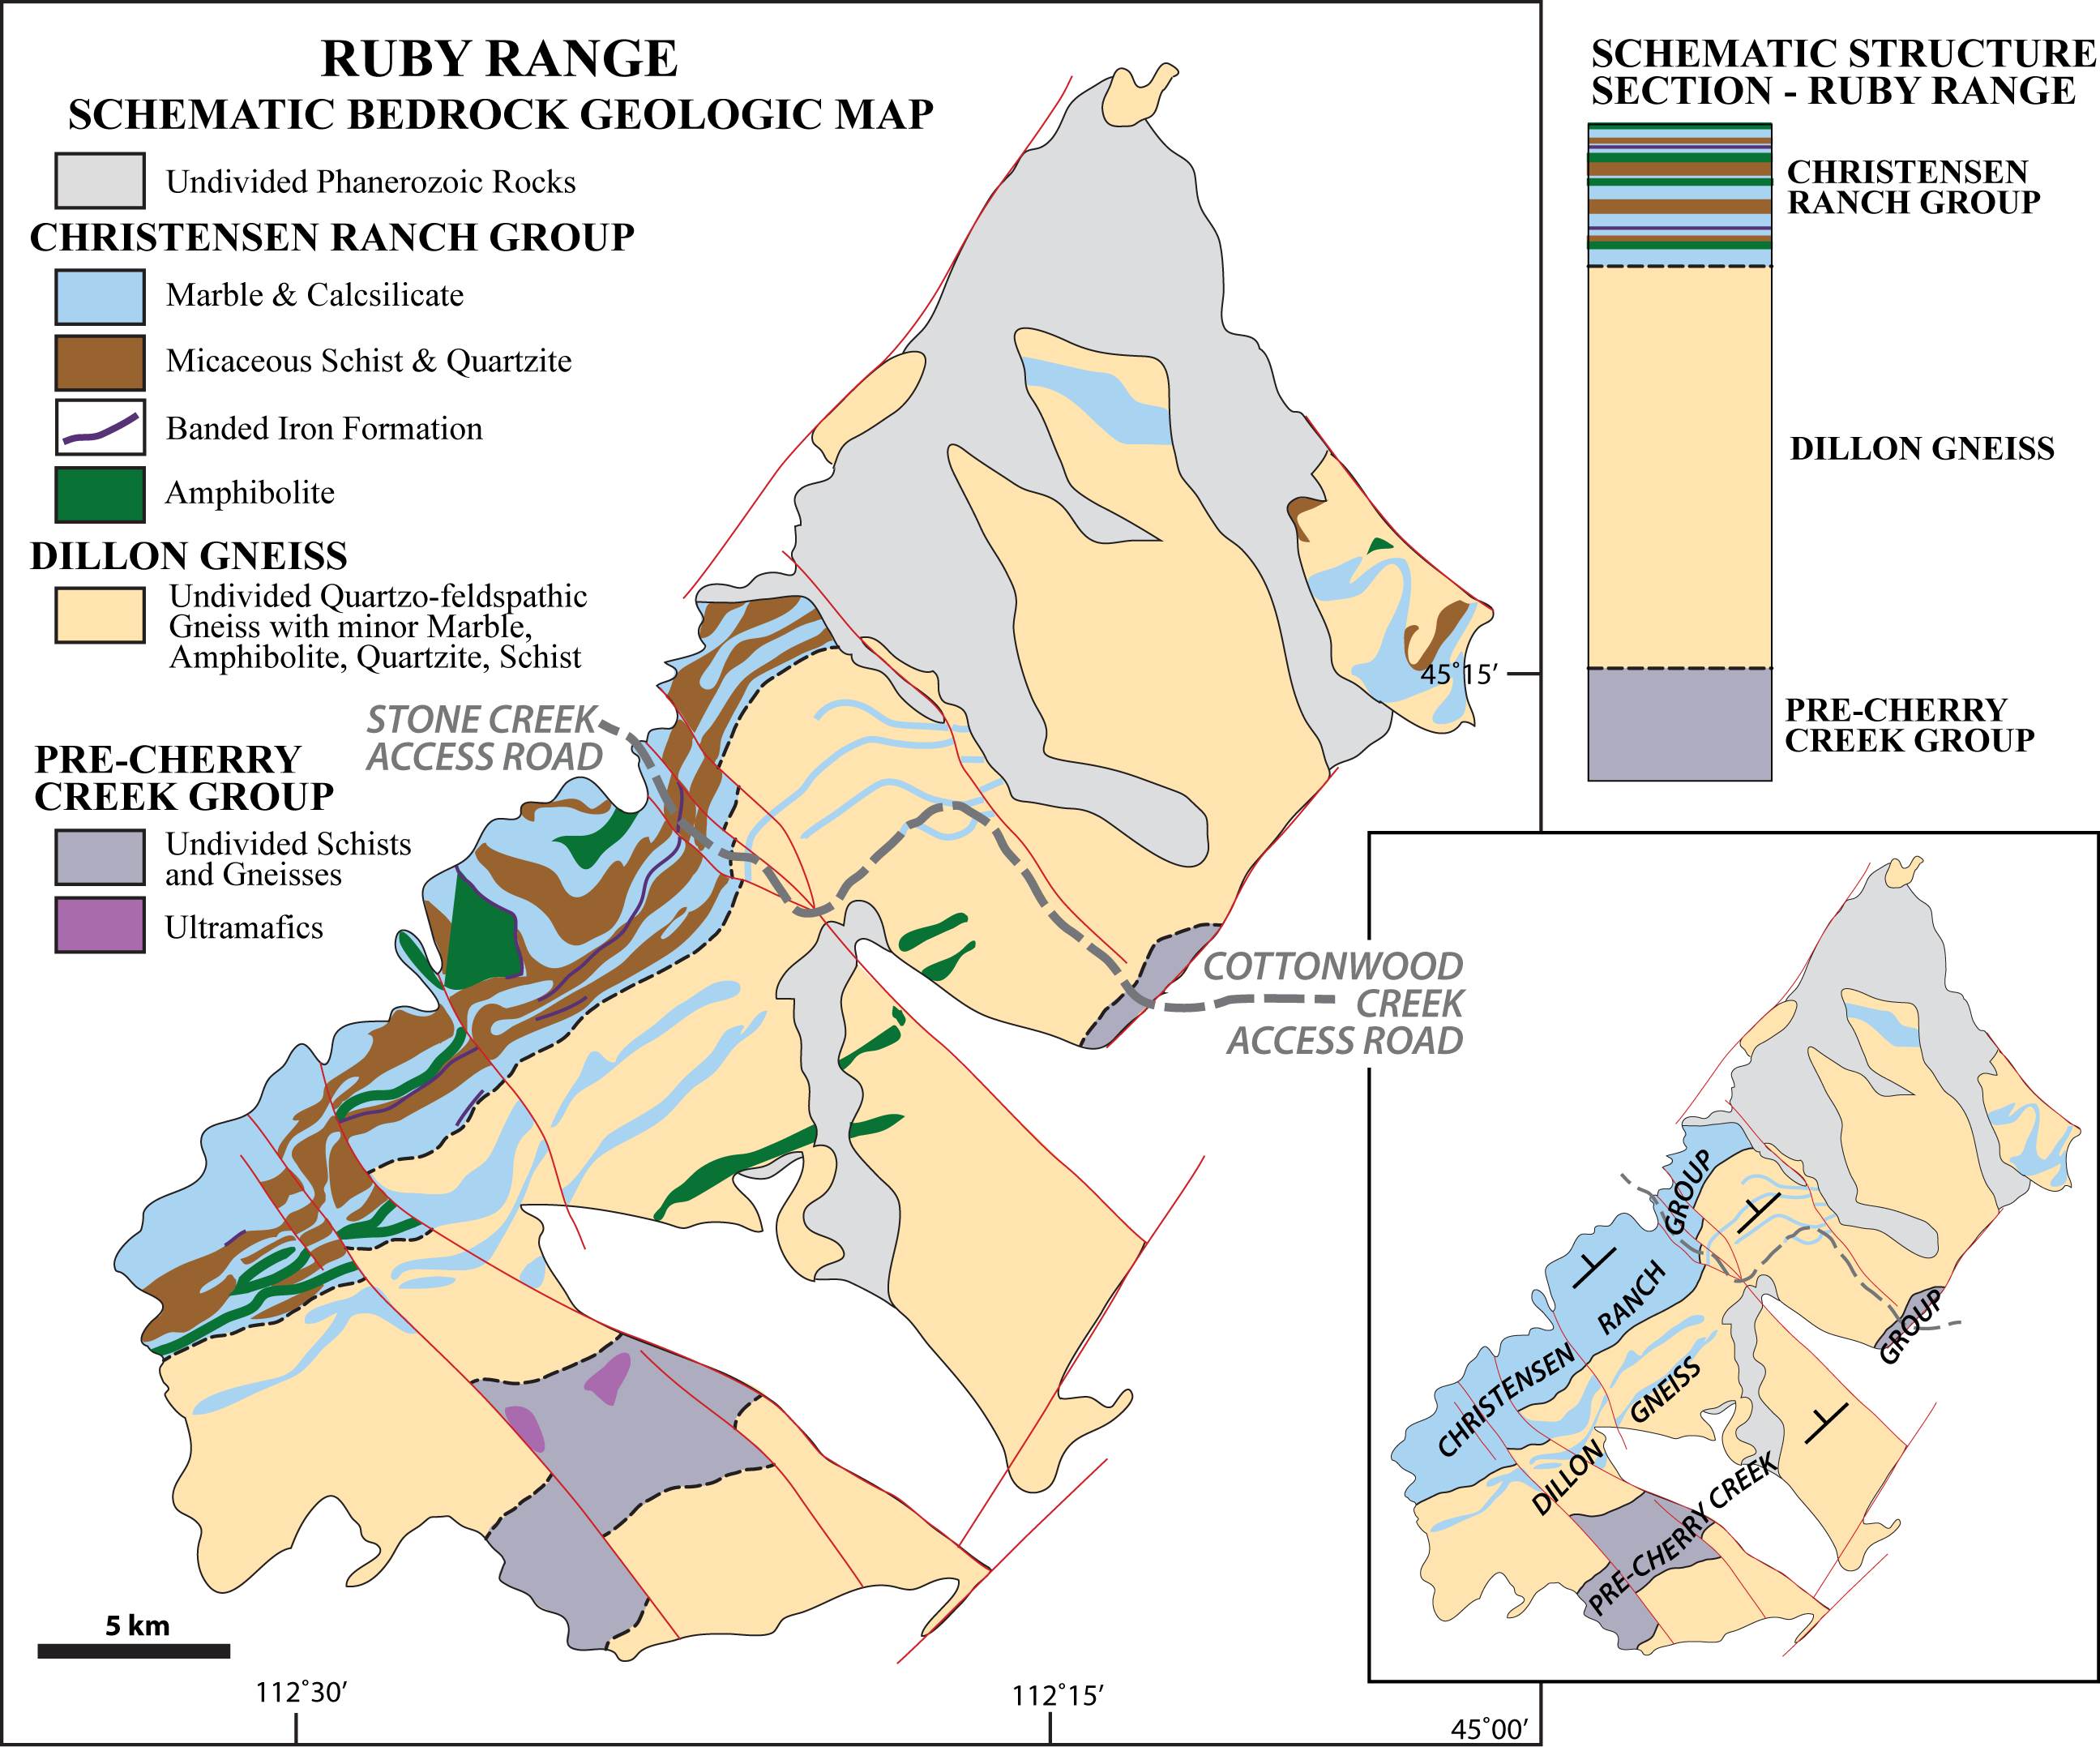 RUBY RANGE
SCHEMATIC BEDROCK GEOLOGIC MAP
Undivided Phanerozoic Rocks
CHRISTENSEN RANCH GROUP
Marble & Calcsilicate
Micaceous Schist & Quartzite
Banded Iron Formation
Amphibolite
DILLON GNEISS
Undivided Quartzo-feldspathic
Gneiss with minor Marble,
Amphibolite, Quartzite, Schist
PRE-CHERRY
CREEK GROUP
Undivided Schists
and Gneisses
Ultramafics
STONE CREEK
ACCESS ROAD
COTTONWOOD
CREEK
ACCESS ROAD
45°15′
5 km
112°30′
112°15′
45°00′
SCHEMATIC STRUCTURE
SECTION - RUBY RANGE
CHRISTENSEN
RANCH GROUP
DILLON GNEISS
PRE-CHERRY
CREEK GROUP
CHRISTENSEN RANCH GROUP
DILLON GNEISS
PRE-CHERRY CREEK GROUP